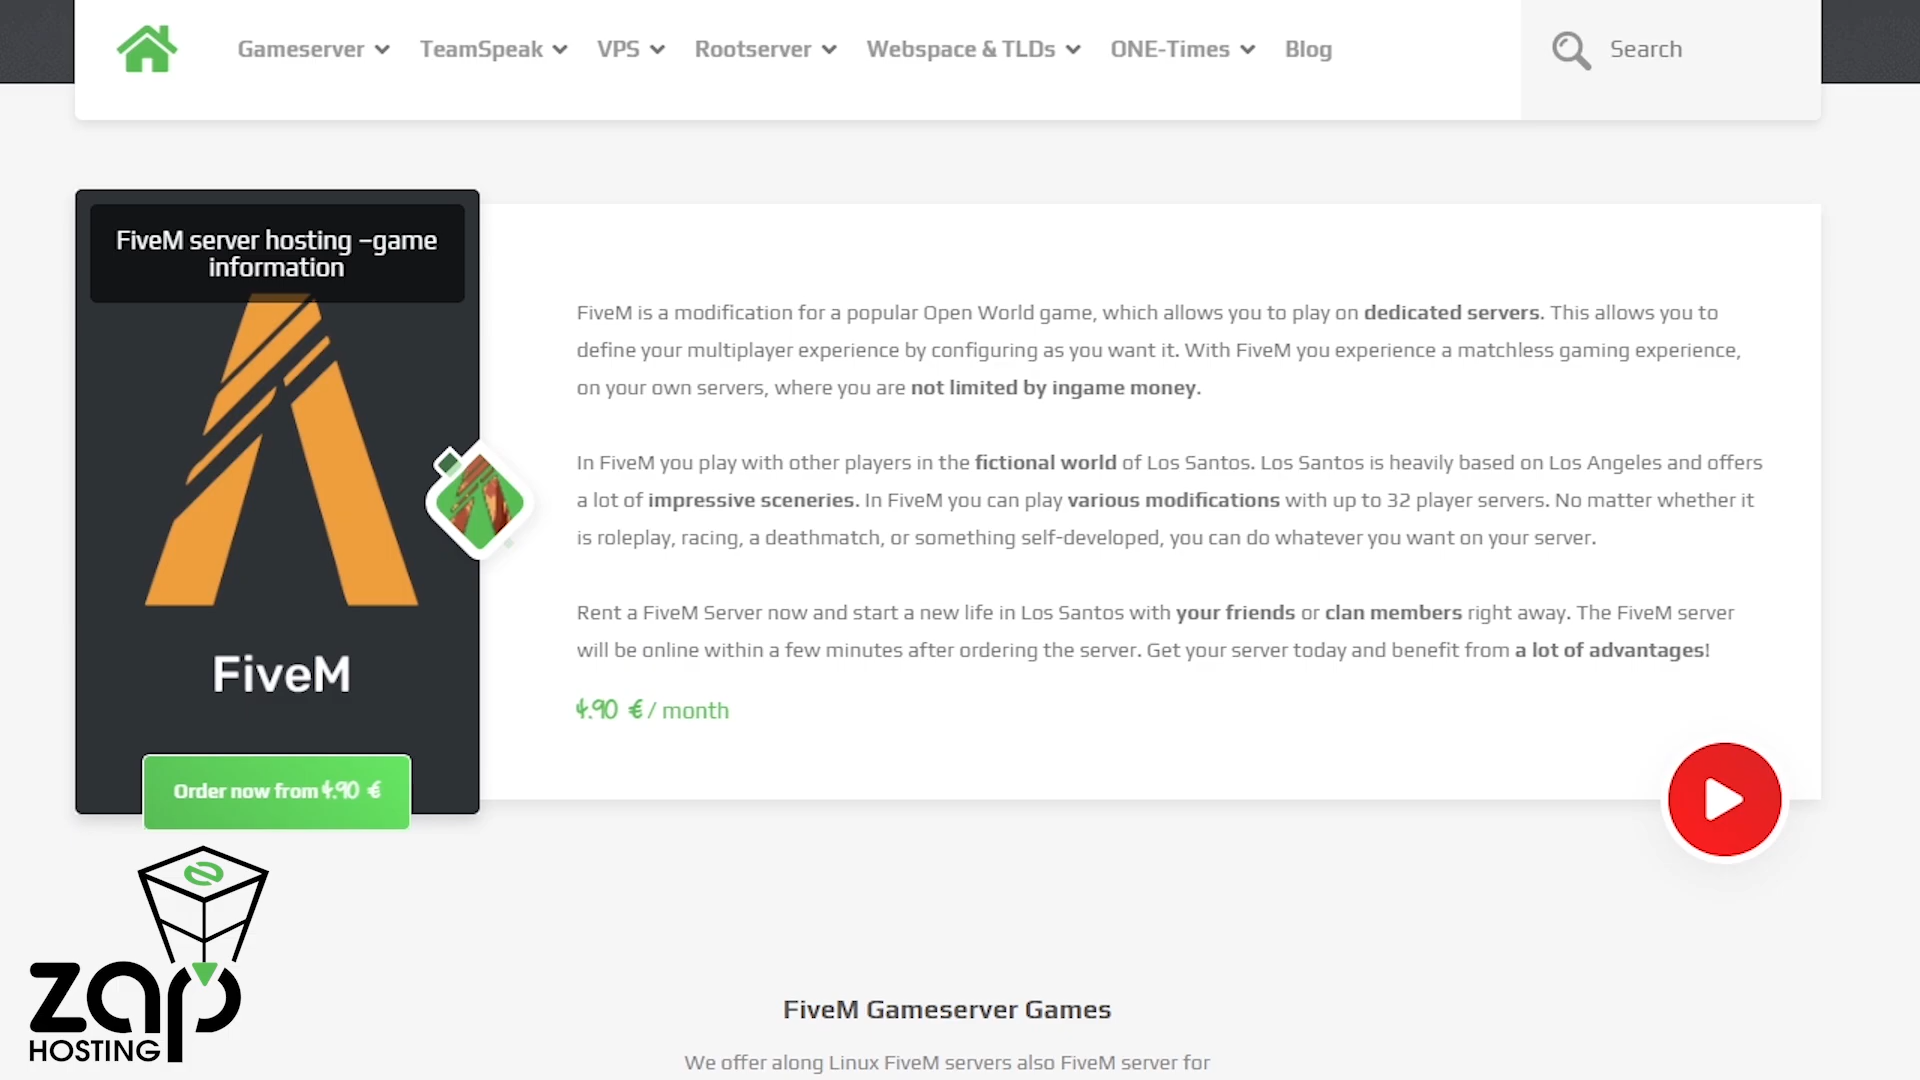 Gameserver TeamSpeak VPS Rootserver Webspace & TLDs ONE-Times Blog Search
FiveM server hosting –game
information
FiveM
Order now from 4.90 €
FiveM is a modification for a popular Open World game, which allows you to play on dedicated servers. This allows you to
define your multiplayer experience by configuring as you want it. With FiveM you experience a matchless gaming experience,
on your own servers, where you are not limited by ingame money.
In FiveM you play with other players in the fictional world of Los Santos. Los Santos is heavily based on Los Angeles and offers
a lot of impressive sceneries. In FiveM you can play various modifications with up to 32 player servers. No matter whether it
is roleplay, racing, a deathmatch, or something self-developed, you can do whatever you want on your server.
Rent a FiveM Server now and start a new life in Los Santos with your friends or clan members right away. The FiveM server
will be online within a few minutes after ordering the server. Get your server today and benefit from a lot of advantages!
4.90 € / month
zap
HOSTING
FiveM Gameserver Games
We offer along Linux FiveM servers also FiveM server for